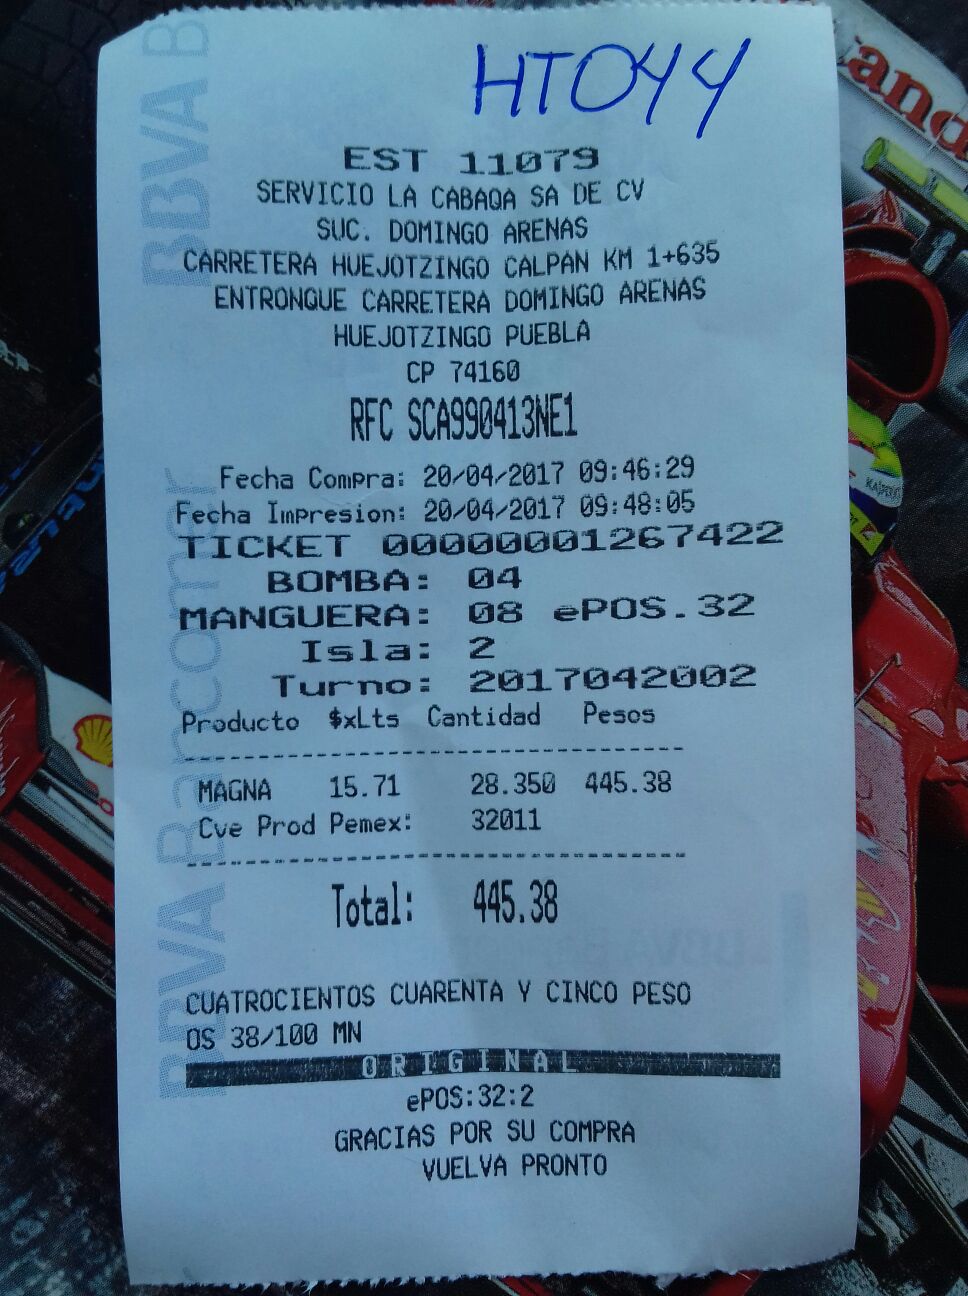 HT044
EST 11079
SERVICIO LA CABAQA SA DE CV
SUC. DOMINGO ARENAS
CARRETERA HUEJOTZINGO CALPAN KM 1+635
ENTRONQUE CARRETERA DOMINGO ARENAS
HUEJOTZINGO PUEBLA
CP 74160
RFC SCA990413NE1
Fecha Compra: 20/04/2017 09:46:29
Fecha Impresion: 20/04/2017 09:48:05
TICKET 00000001267422
BOMBA: 04
MANGUERA: 08 ePOS.32
Isla: 2
Turno: 2017042002
Producto $xLts Cantidad Pesos
MAGNA 15.71 28.350 445.38
Cve Prod Pemex: 32011
Total: 445.38
CUATROCIENTOS CUARENTA Y CINCO PESO
OS 38/100 MN
ORIGINAL
ePOS:32:2
GRACIAS POR SU COMPRA
VUELVA PRONTO
BBVA B
BBVA Bancomer